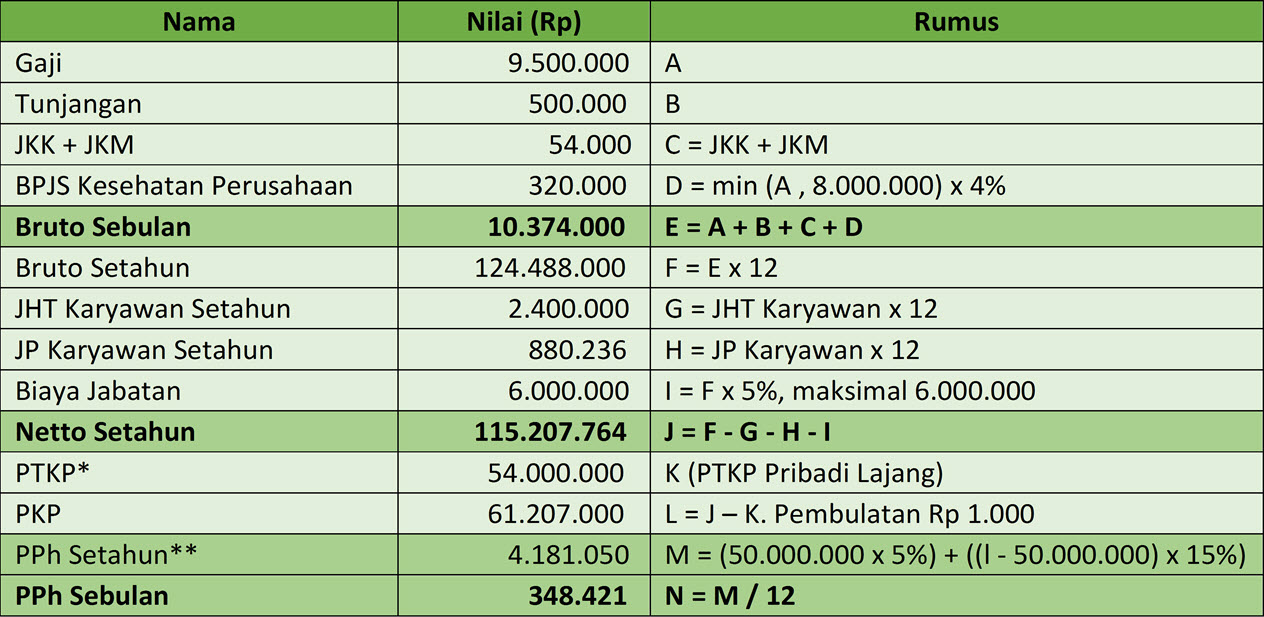 Nama Nilai (Rp) Rumus
Gaji 9.500.000 A
Tunjangan 500.000 B
JKK + JKM 54.000 C = JKK + JKM
BPJS Kesehatan Perusahaan 320.000 D = min (A , 8.000.000) x 4%
Bruto Sebulan 10.374.000 E = A + B + C + D
Bruto Setahun 124.488.000 F = E x 12
JHT Karyawan Setahun 2.400.000 G = JHT Karyawan x 12
JP Karyawan Setahun 880.236 H = JP Karyawan x 12
Biaya Jabatan 6.000.000 I = F x 5%, maksimal 6.000.000
Netto Setahun 115.207.764 J = F - G - H - I
PTKP* 54.000.000 K (PTKP Pribadi Lajang)
PKP 61.207.000 L = J – K. Pembulatan Rp 1.000
PPh Setahun** 4.181.050 M = (50.000.000 x 5%) + ((l - 50.000.000) x 15%)
PPh Sebulan 348.421 N = M / 12